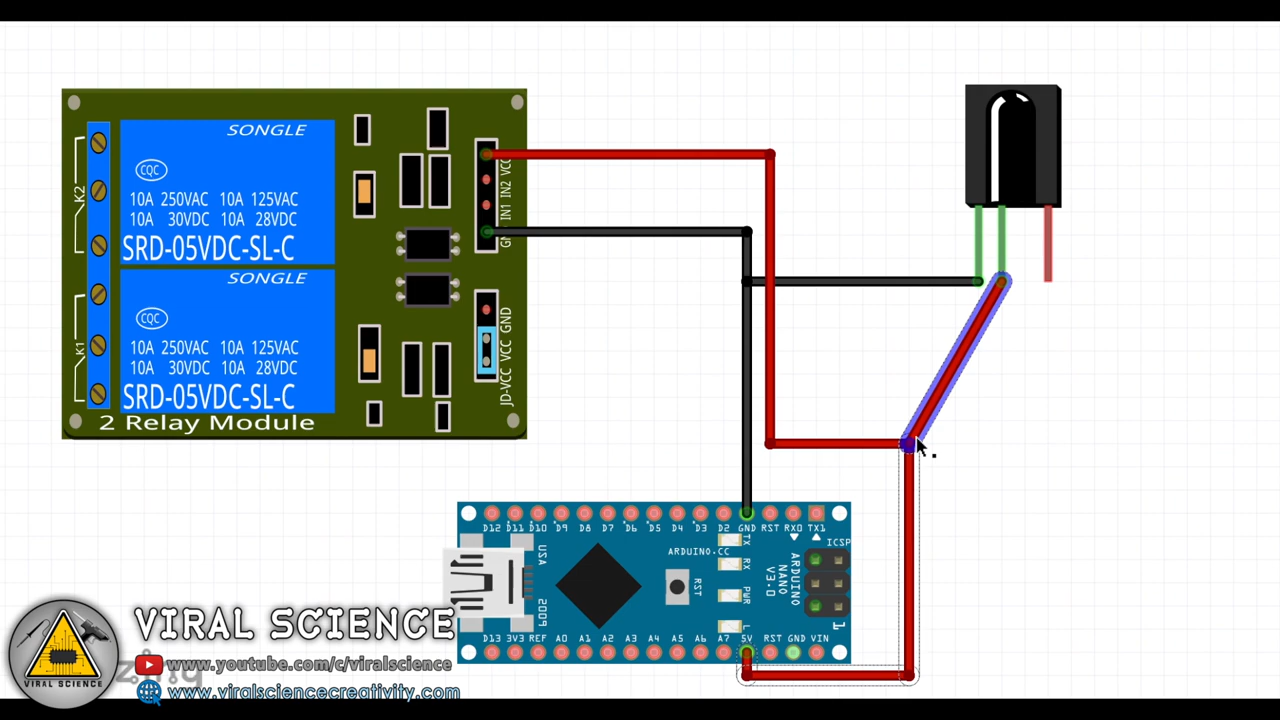 SONGLE
CQC
10A 250VAC 10A 125VAC
10A 30VDC 10A 28VDC
SRD-05VDC-SL-C
K2
GND IN1 IN2 VCC
SONGLE
CQC
10A 250VAC 10A 125VAC
10A 30VDC 10A 28VDC
SRD-05VDC-SL-C
K1
JD-VCC VCC GND
2 Relay Module
D12 D11 D10 D9 D8 D7 D6 D5 D4 D3 D2 GND RST RX0 TX1
ICSP
TX
RX
PWR
L
ARDUINO.CC
RST
ARDUINO
NANO
V3.0
USA
2009
1
D13 3V3 REF A0 A1 A2 A3 A4 A5 A6 A7 5V RST GND VIN
VIRAL SCIENCE
www.youtube.com/c/viralscience
www.viralsciencecreativity.com
VIRAL SCIENCE